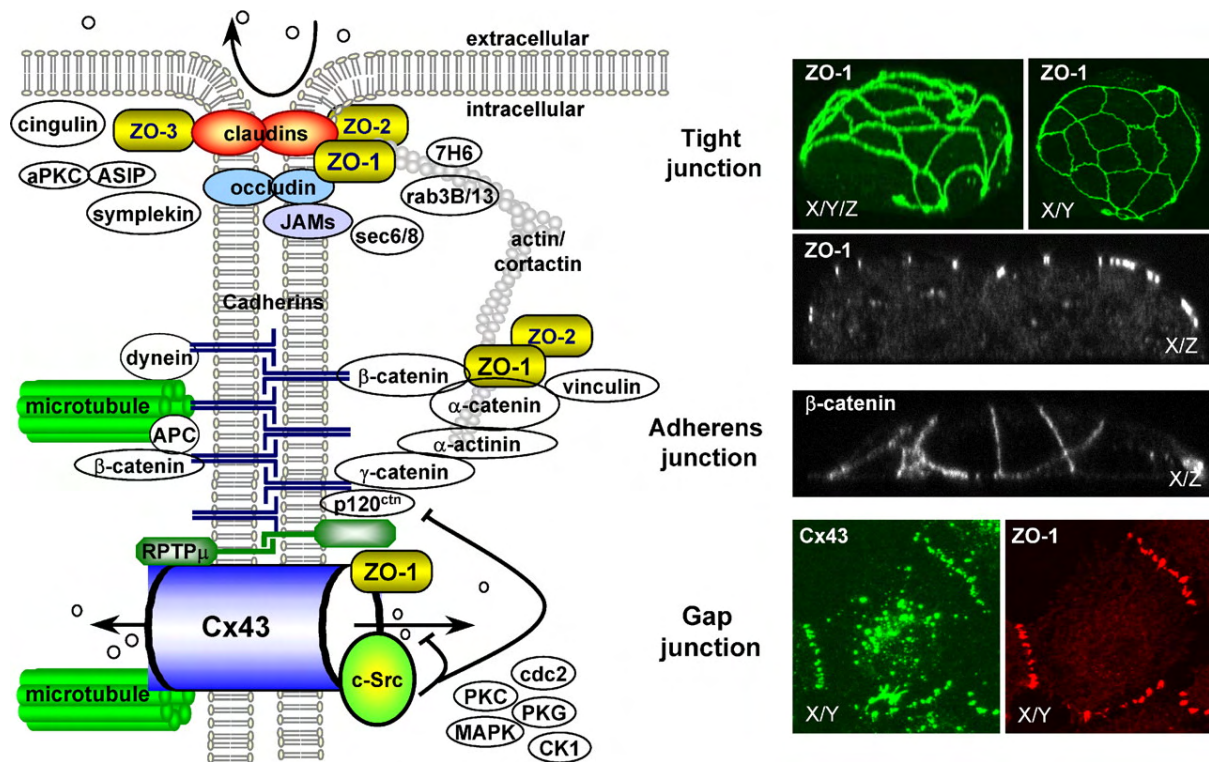 extracellular
intracellular
cingulin
ZO-3
claudins
ZO-2
ZO-1
7H6
aPKC
ASIP
occludin
rab3B/13
symplekin
JAMs
sec6/8
actin/
cortactin
Cadherins
dynein
ZO-2
ZO-1
β-catenin
vinculin
microtubule
α-catenin
APC
α-actinin
β-catenin
γ-catenin
p120ctn
RPTPμ
ZO-1
Cx43
c-Src
microtubule
cdc2
PKC
PKG
MAPK
CK1
Tight
junction
Adherens
junction
Gap
junction
ZO-1
X/Y/Z
ZO-1
X/Y
ZO-1
X/Z
β-catenin
X/Z
Cx43
X/Y
ZO-1
X/Y